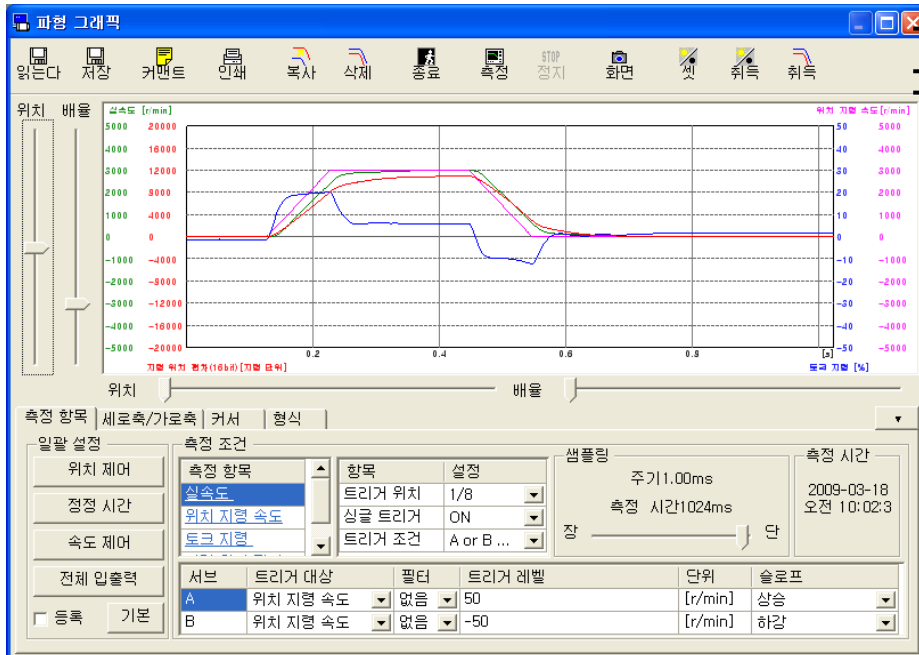 파형 그래픽
읽는다 저장 커맨트 인쇄 복사 삭제 종료 측정 STOP 정지 화면 셋 취득 취득
위치 배율 실속도 [r/min] 위치 지령 속도[r/min]
5000 20000 50 5000
4000 16000 40 4000
3000 12000 30 3000
2000 8000 20 2000
1000 4000 10 1000
0 0 0 0
-1000 -4000 -10 -1000
-2000 -8000 -20 -2000
-3000 -12000 -30 -3000
-4000 -16000 -40 -4000
-5000 -20000 0.2 0.4 0.6 0.8 [s] -50 -5000
지령 위치 편차(16bit)[지령 단위] 토크 지령 [%]
위치 배율
측정 항목 세로축/가로축 커서 형식
일괄 설정
위치 제어
정정 시간
속도 제어
전체 입출력
등록 기본
측정 조건
측정 항목
실속도
위치 지령 속도
토크 지령
항목 설정
트리거 위치 1/8
싱글 트리거 ON
트리거 조건 A or B ...
샘플링
주기1.00ms
측정 시간1024ms
장 단
측정 시간
2009-03-18
오전 10:02:3
서브 트리거 대상 필터 트리거 레벨 단위 슬로프
A 위치 지령 속도 없음 50 [r/min] 상승
B 위치 지령 속도 없음 -50 [r/min] 하강